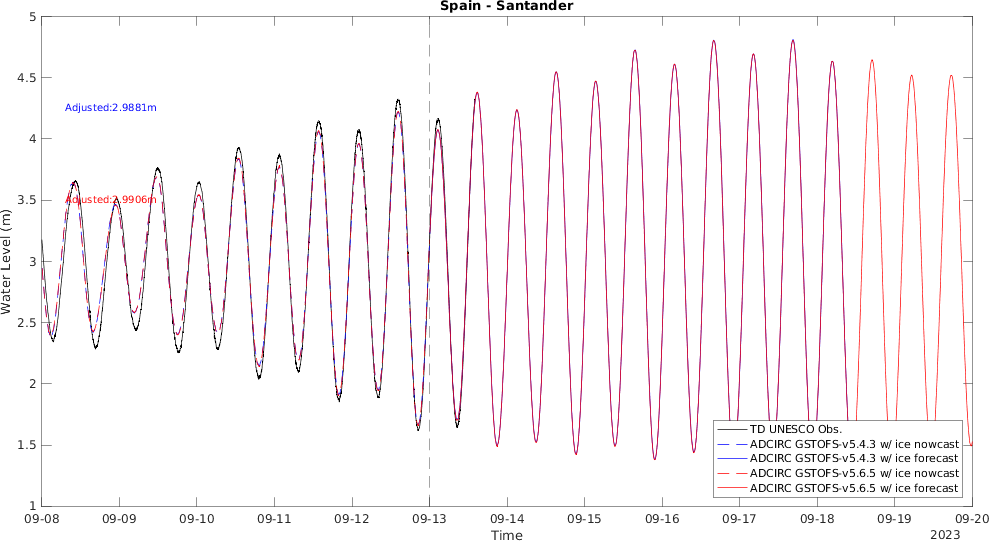 Spain - Santander
5
4.5
4
3.5
3
2.5
2
1.5
1
Water Level (m)
Adjusted:2.9881m
Adjusted:2.9906m
TD UNESCO Obs.
ADCIRC GSTOFS-v5.4.3 w/ ice nowcast
ADCIRC GSTOFS-v5.4.3 w/ ice forecast
ADCIRC GSTOFS-v5.6.5 w/ ice nowcast
ADCIRC GSTOFS-v5.6.5 w/ ice forecast
09-08 09-09 09-10 09-11 09-12 09-13 09-14 09-15 09-16 09-17 09-18 09-19 09-20
Time
2023